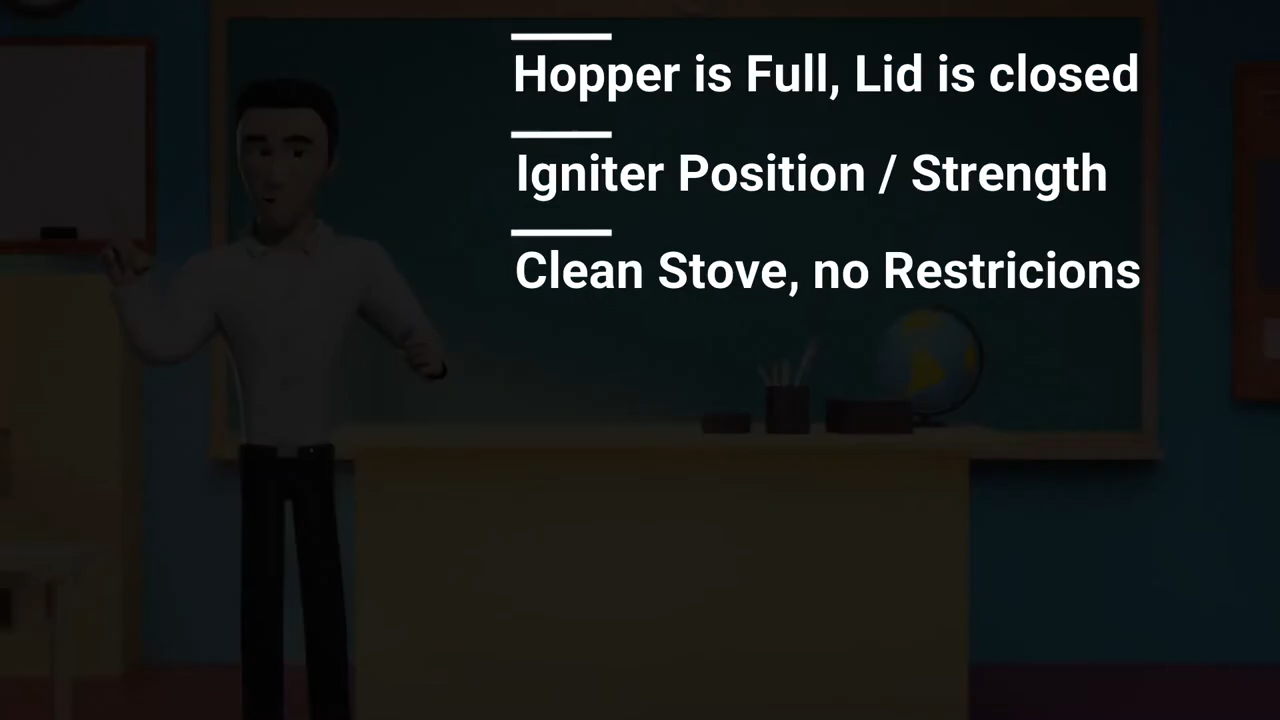 Hopper is Full, Lid is closed
Igniter Position / Strength
Clean Stove, no Restricions